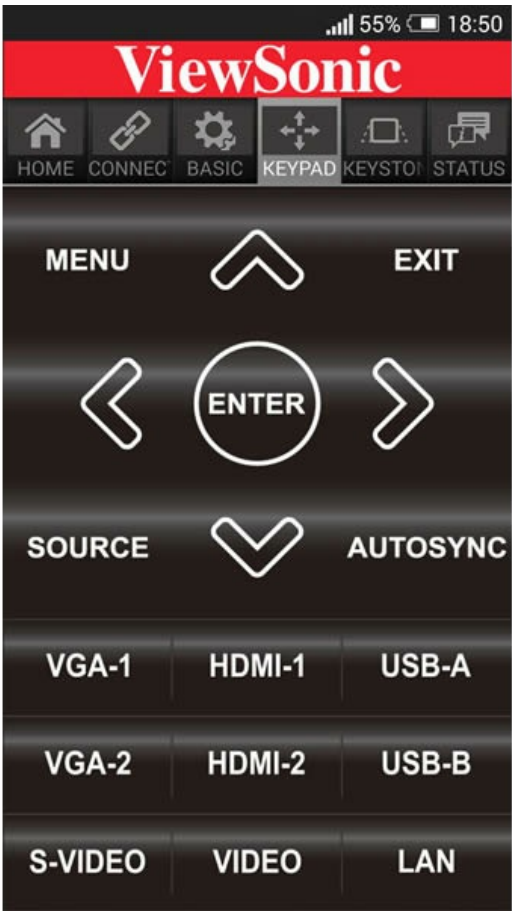 55% 18:50
ViewSonic
HOME CONNEC BASIC KEYPAD KEYSTO STATUS
MENU EXIT
ENTER
SOURCE AUTOSYNC
VGA-1 HDMI-1 USB-A
VGA-2 HDMI-2 USB-B
S-VIDEO VIDEO LAN